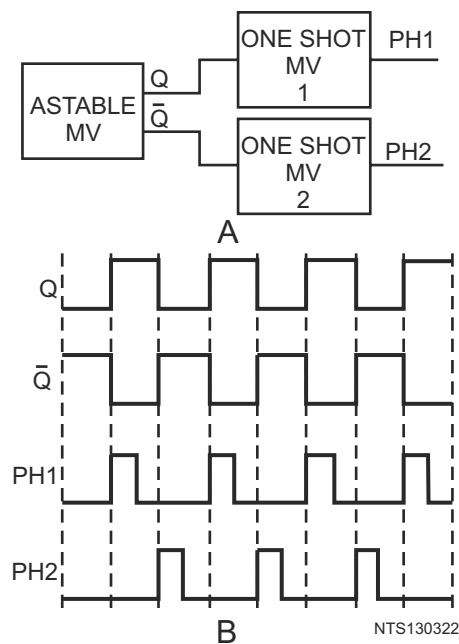 ASTABLE
MV
Q
Q̅
ONE SHOT
MV
1
PH1
ONE SHOT
MV
2
PH2
A
Q
Q̅
PH1
PH2
B
NTS130322